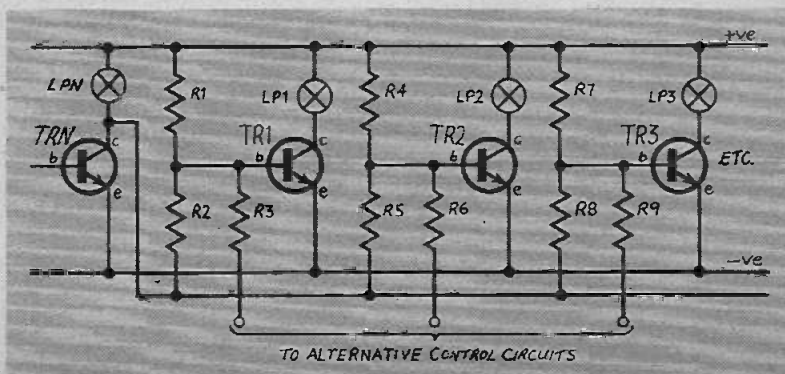 +ve
LPN
R1
LP1
R4
LP2
R7
LP3
TRN
c
b
e
TR1
c
b
e
TR2
c
b
e
TR3
c
b
e
ETC.
R2
R3
R5
R6
R8
R9
-ve
TO ALTERNATIVE CONTROL CIRCUITS